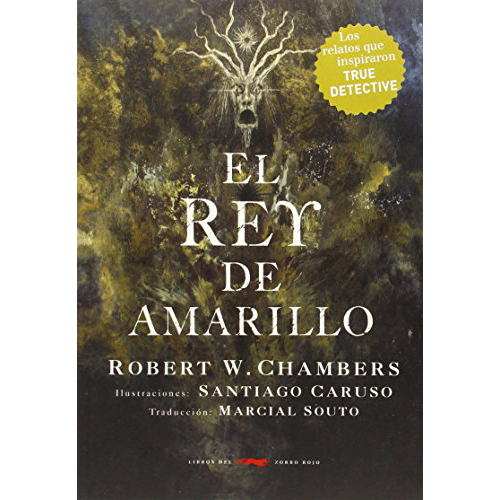 Los
relatos que
inspiraron
TRUE
DETECTIVE
EL
REY
DE
AMARILLO
ROBERT W. CHAMBERS
Ilustraciones: SANTIAGO CARUSO
Traducción: MARCIAL SOUTO
LIBROS DEL ZORRO ROJO